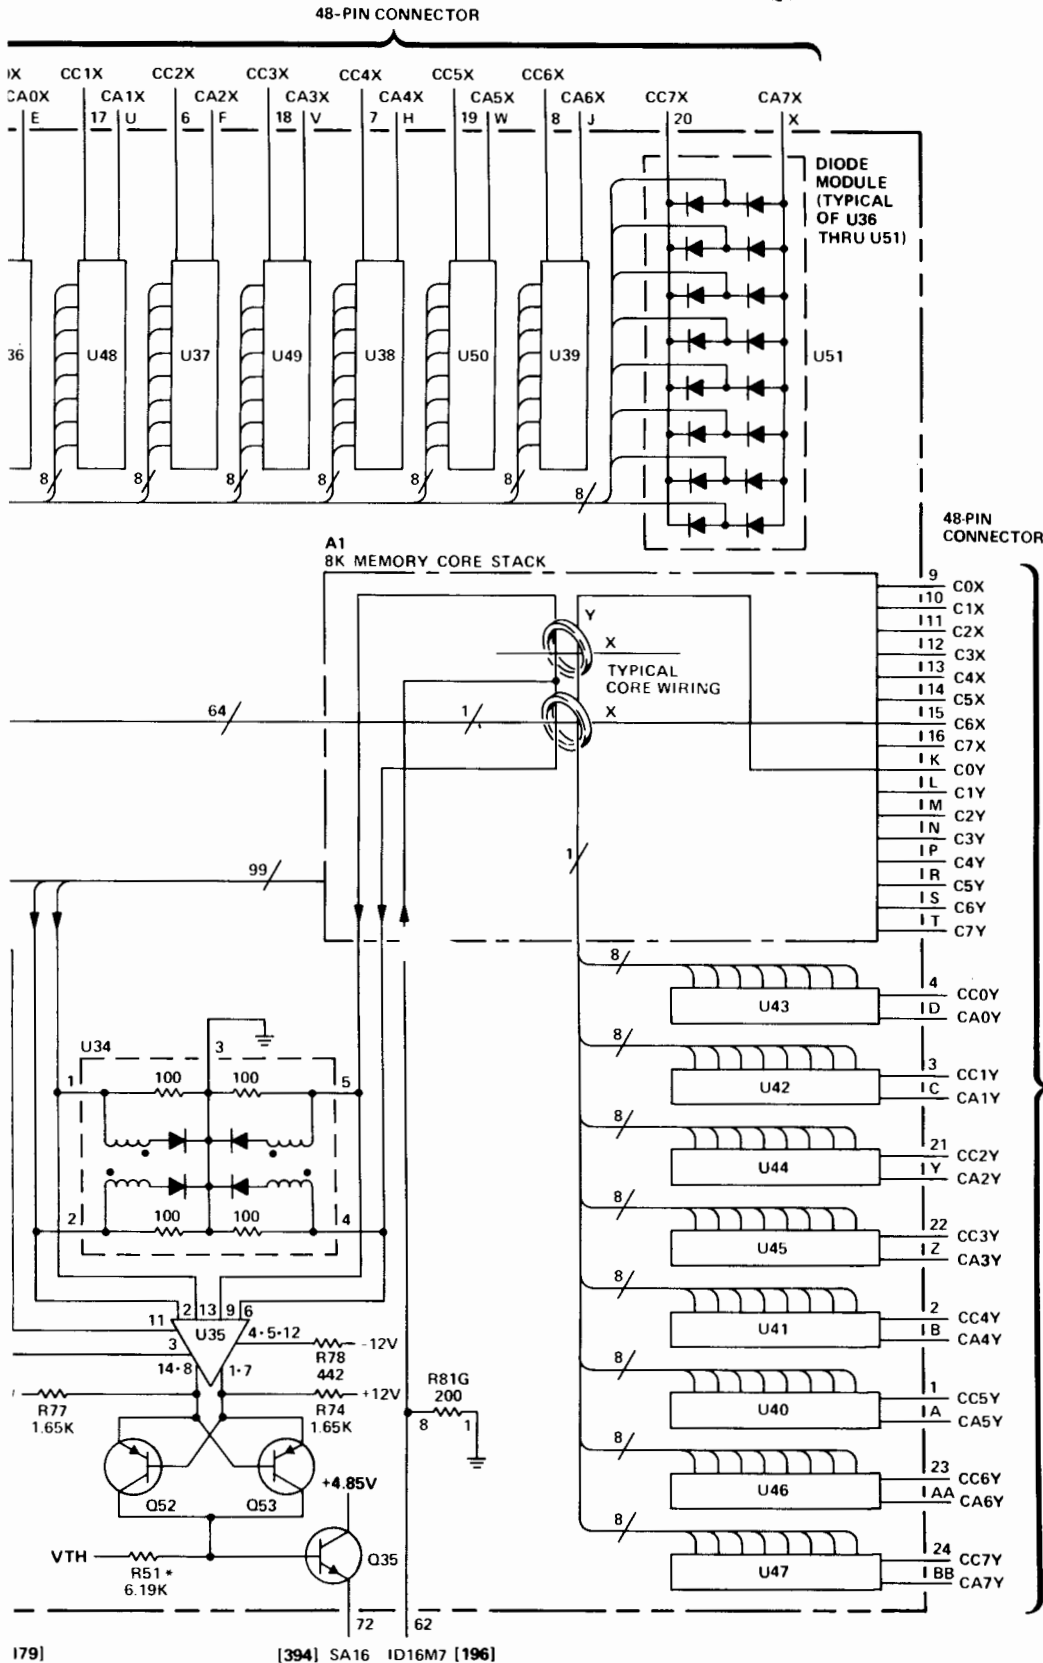 48-PIN CONNECTOR
0X CC1X CC2X CC3X CC4X CC5X CC6X
CA0X CA1X CA2X CA3X CA4X CA5X CA6X CC7X CA7X
E 17 U 6 F 18 V 7 H 19 W 8 J 20 X
DIODE
MODULE
(TYPICAL
OF U36
THRU U51)
36 U48 U37 U49 U38 U50 U39 U51
8 8 8 8 8 8 8
48-PIN
CONNECTOR
A1
8K MEMORY CORE STACK
9 C0X
10 C1X
11 C2X
12 C3X
13 C4X
14 C5X
15 C6X
16 C7X
K C0Y
L C1Y
M C2Y
N C3Y
P C4Y
R C5Y
S C6Y
T C7Y
Y
X
TYPICAL
CORE WIRING
X
64 1
1
99
8 U43 4 CC0Y
D CA0Y
8 U42 3 CC1Y
C CA1Y
8 U44 21 CC2Y
Y CA2Y
8 U45 22 CC3Y
Z CA3Y
8 U41 2 CC4Y
B CA4Y
8 U40 1 CC5Y
A CA5Y
8 U46 23 CC6Y
AA CA6Y
8 U47 24 CC7Y
BB CA7Y
U34 3
1 100 100 5
2 100 100 4
2 13 9 6
11 U35 4·5·12
3 -12V
14·8 1·7 R78
442
R77 R74 +12V
1.65K 1.65K
R81G
200
8 1
Q52 Q53
+4.85V
VTH
R51*
6.19K
Q35
72 62
179] [394] SA16 ID16M7 [196]